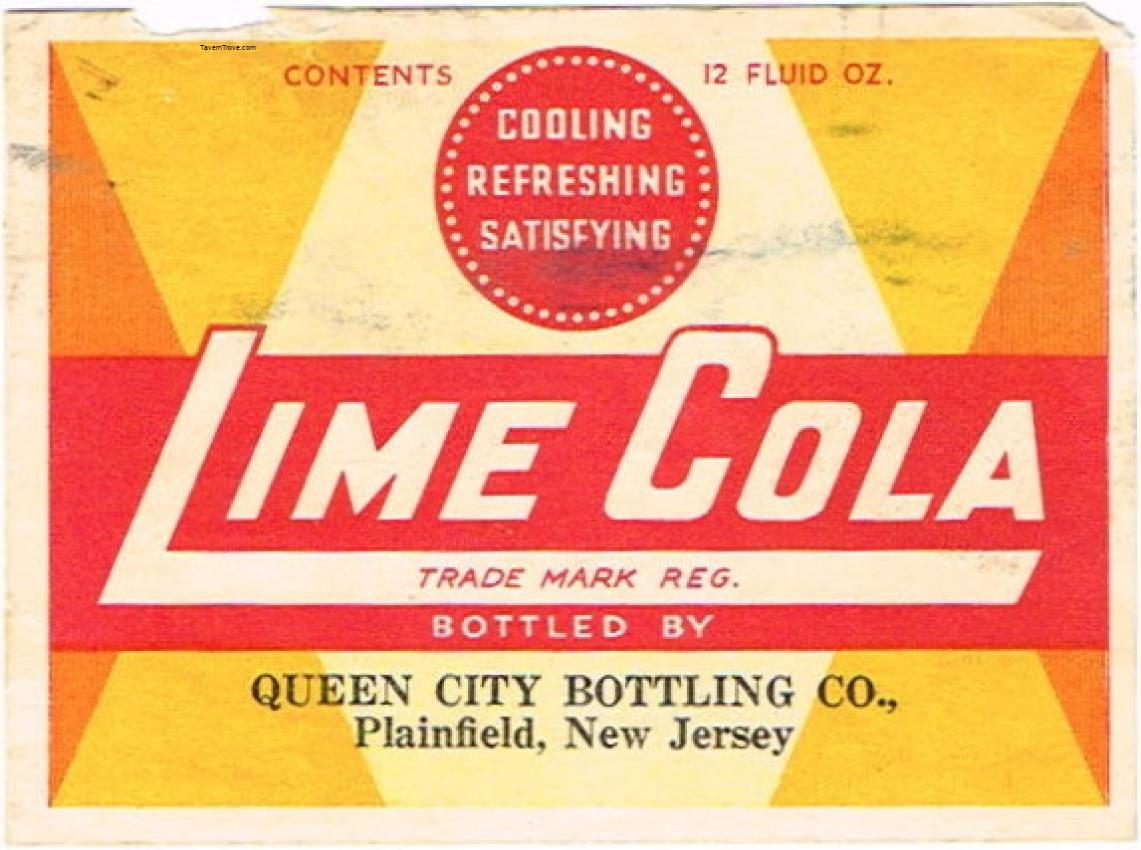 TavernTrove.com
CONTENTS 12 FLUID OZ.
COOLING
REFRESHING
SATISFYING
LIME COLA
TRADE MARK REG.
BOTTLED BY
QUEEN CITY BOTTLING CO.,
Plainfield, New Jersey